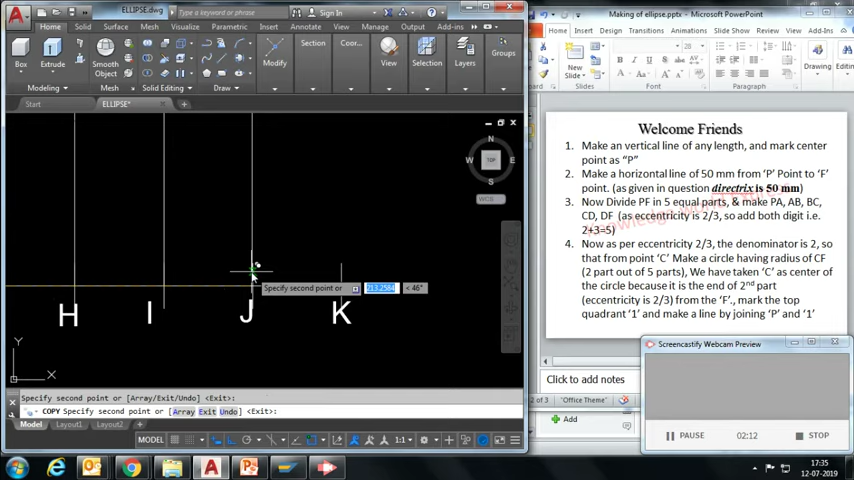 ELLIPSE.dwg
Type a keyword or phrase
Sign In
Home
Solid
Surface
Mesh
Visualize
Parametric
Insert
Annotate
View
Manage
Output
Add-ins
Box
Extrude
Smooth
Object
Modify
Section
Coor...
View
Selection
Layers
Groups
Modeling
Mesh
Solid Editing
Draw
Start
ELLIPSE*
N
W TOP E
S
WCS
Specify second point or 213.2584 < 46°
H I J K
Y
X
Specify second point or [Array/Exit/Undo] <Exit>:
COPY Specify second point or [Array Exit Undo] <Exit>:
Model Layout1 Layout2
MODEL
1:1
Making of ellipse.pptx - Microsoft PowerPoint
File Home Insert Design Transitions Animations
New
Slide
28
Slides
Welcome Friends
1. Make an vertical line of any length, and mark center
point as “P”
2. Make a horizontal line of 50 mm from ‘P’ Point to ‘F’
point. (as given in question directrix is 50 mm)
3. Now Divide PF in 5 equal parts, & make PA, AB, BC,
CD, DF (as eccentricity is 2/3, so add both digit i.e.
2+3=5)
4. Now as per eccentricity 2/3, the denominator is 2, so
that from point ‘C’ Make a circle having radius of CF
(2 part out of 5 parts), We have taken ‘C’ as center of
the circle because it is the end of 2nd part
(eccentricity is 2/3) from the ‘F’., mark the top
quadrant ‘1’ and make a line by joining ‘P’ and ‘1’
Click to add notes
"Office Theme"
Add
Screencastify Webcam Preview
PAUSE 02:12 STOP
17:35
12-07-2019